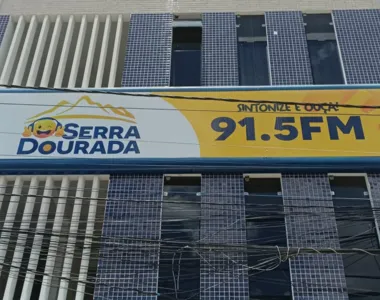 SERRA
DOURADA
SINTONIZE E OUÇA!
91.5FM